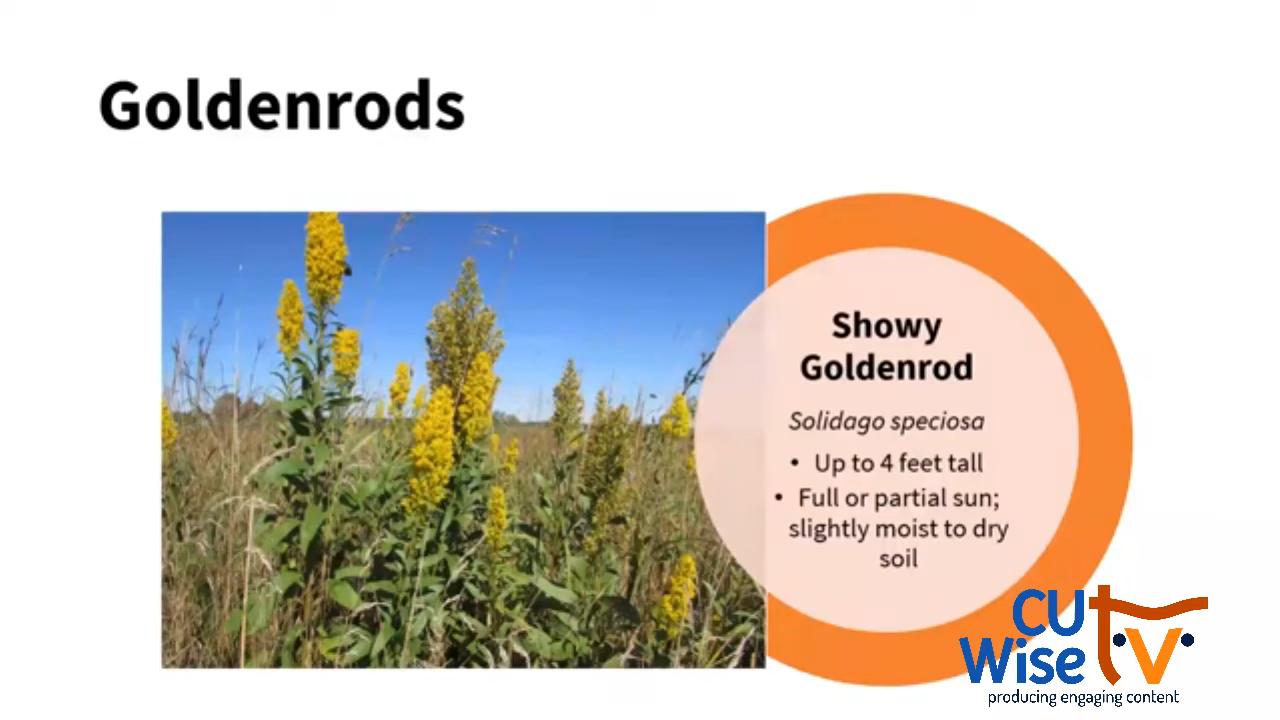 Goldenrods
Showy
Goldenrod
Solidago speciosa
• Up to 4 feet tall
• Full or partial sun;
slightly moist to dry
soil
CU
Wise tv
producing engaging content